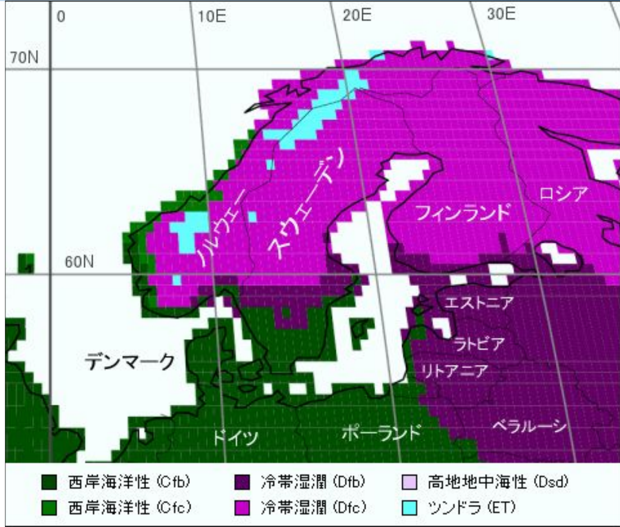 0 10E 20E 30E
70N
ノルウェー
スウェーデン
フィンランド
ロシア
60N
エストニア
デンマーク
ラトビア
リトアニア
ドイツ
ポーランド
ベラルーシ
西岸海洋性 (Cfb) 冷帯湿潤 (Dfb) 高地地中海性 (Dsd)
西岸海洋性 (Cfc) 冷帯湿潤 (Dfc) ツンドラ (ET)